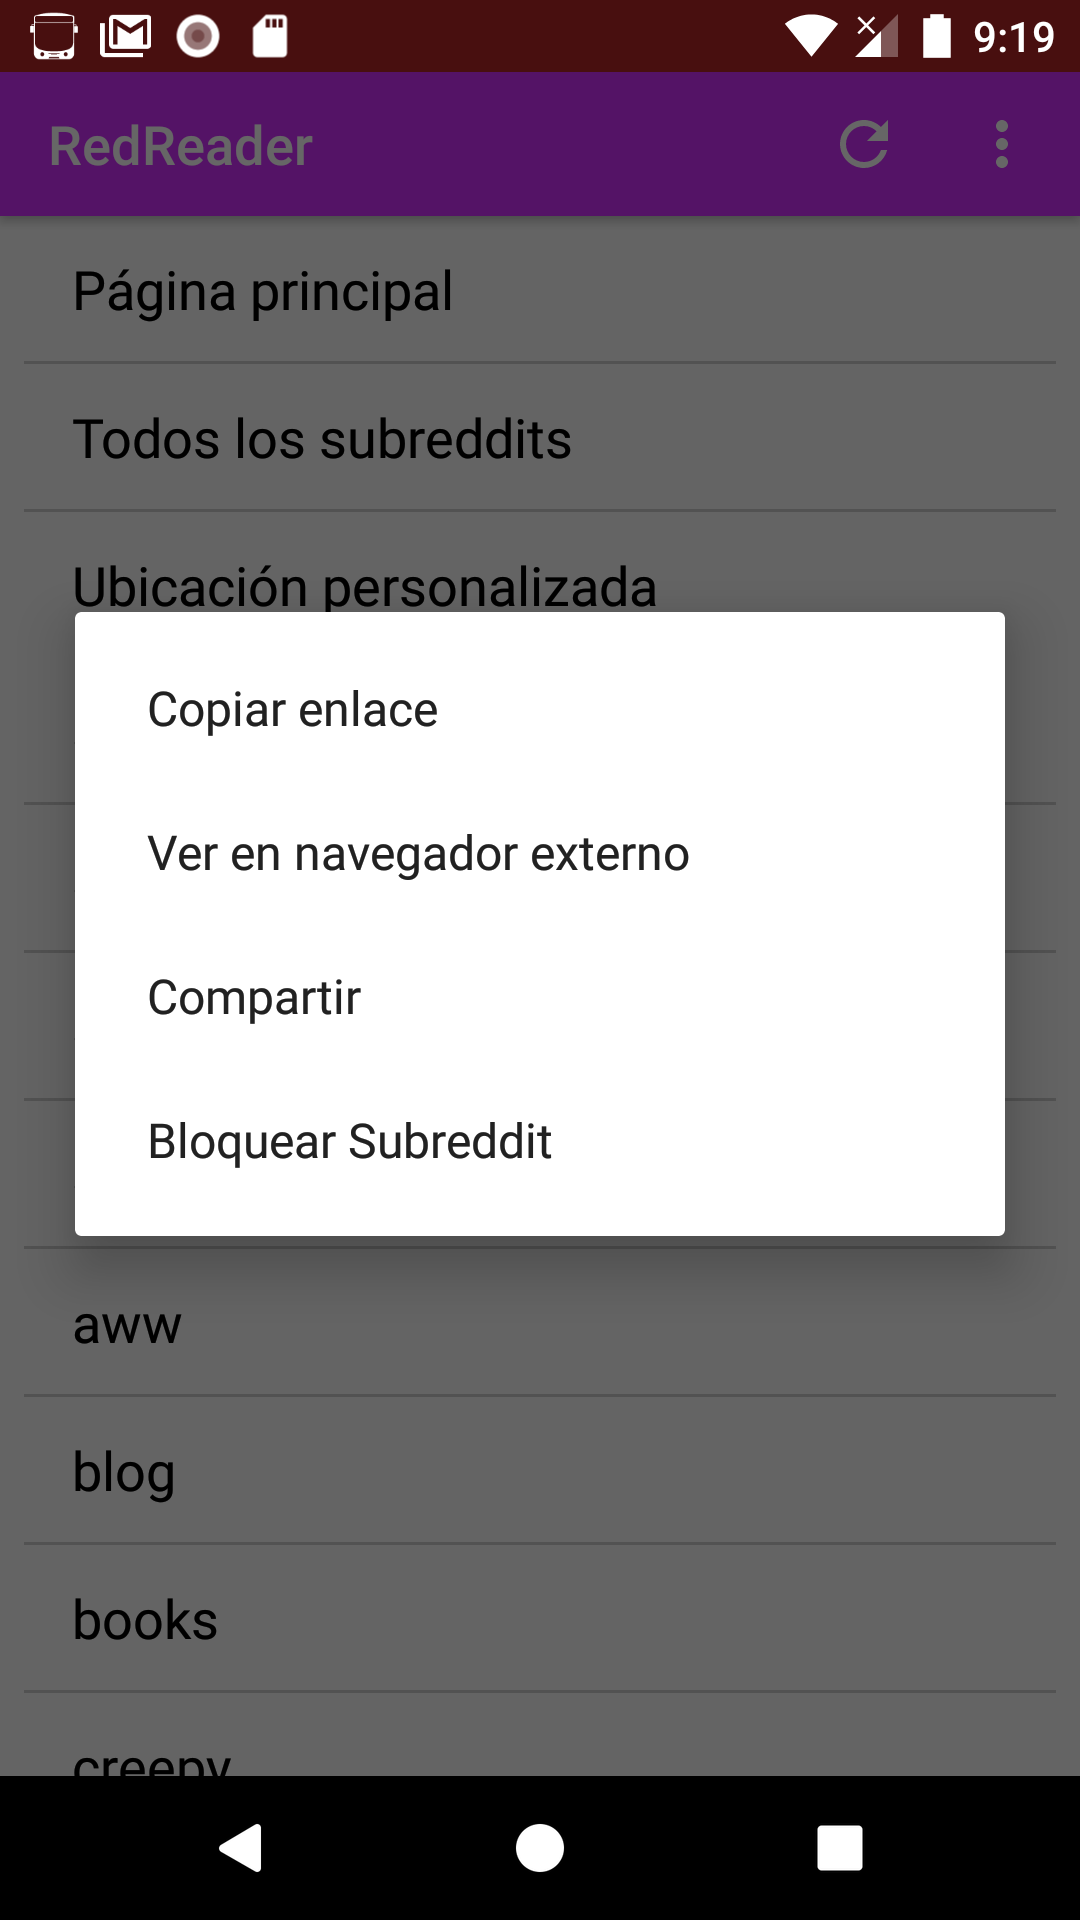 9:19
RedReader
Página principal
Todos los subreddits
Ubicación personalizada
Copiar enlace
Ver en navegador externo
Compartir
Bloquear Subreddit
aww
blog
books
creepy